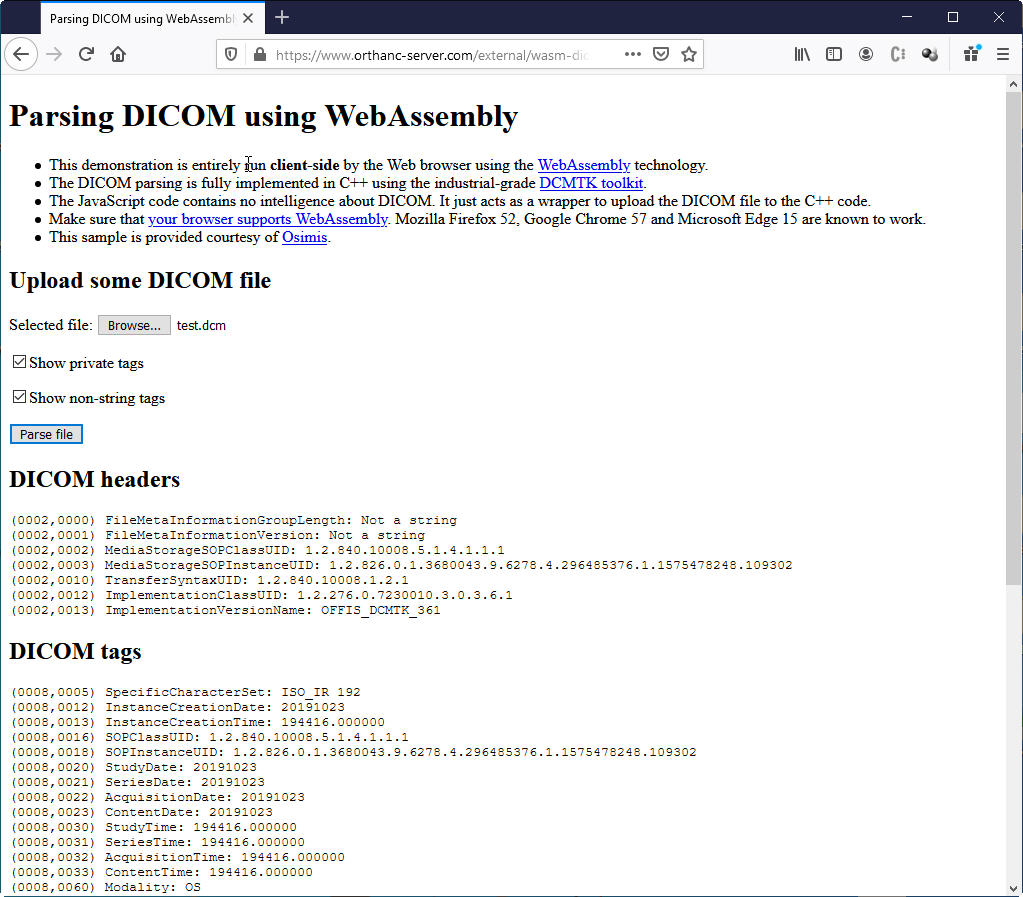 Parsing DICOM using WebAssembl
https://www.orthanc-server.com/external/wasm-dic
Parsing DICOM using WebAssembly
This demonstration is entirely run client-side by the Web browser using the WebAssembly technology.
The DICOM parsing is fully implemented in C++ using the industrial-grade DCMTK toolkit.
The JavaScript code contains no intelligence about DICOM. It just acts as a wrapper to upload the DICOM file to the C++ code.
Make sure that your browser supports WebAssembly. Mozilla Firefox 52, Google Chrome 57 and Microsoft Edge 15 are known to work.
This sample is provided courtesy of Osimis.
Upload some DICOM file
Selected file: Browse... test.dcm
Show private tags
Show non-string tags
Parse file
DICOM headers
(0002,0000) FileMetaInformationGroupLength: Not a string
(0002,0001) FileMetaInformationVersion: Not a string
(0002,0002) MediaStorageSOPClassUID: 1.2.840.10008.5.1.4.1.1.1
(0002,0003) MediaStorageSOPInstanceUID: 1.2.826.0.1.3680043.9.6278.4.296485376.1.1575478248.109302
(0002,0010) TransferSyntaxUID: 1.2.840.10008.1.2.1
(0002,0012) ImplementationClassUID: 1.2.276.0.7230010.3.0.3.6.1
(0002,0013) ImplementationVersionName: OFFIS_DCMTK_361
DICOM tags
(0008,0005) SpecificCharacterSet: ISO_IR 192
(0008,0012) InstanceCreationDate: 20191023
(0008,0013) InstanceCreationTime: 194416.000000
(0008,0016) SOPClassUID: 1.2.840.10008.5.1.4.1.1.1
(0008,0018) SOPInstanceUID: 1.2.826.0.1.3680043.9.6278.4.296485376.1.1575478248.109302
(0008,0020) StudyDate: 20191023
(0008,0021) SeriesDate: 20191023
(0008,0022) AcquisitionDate: 20191023
(0008,0023) ContentDate: 20191023
(0008,0030) StudyTime: 194416.000000
(0008,0031) SeriesTime: 194416.000000
(0008,0032) AcquisitionTime: 194416.000000
(0008,0033) ContentTime: 194416.000000
(0008,0060) Modality: OS